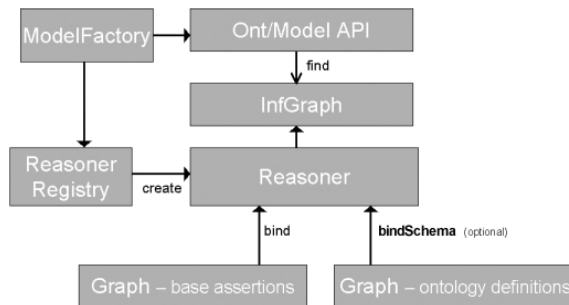 ModelFactory
Ont/Model API
find
InfGraph
Reasoner
Registry
create
Reasoner
bind
bindSchema (optional)
Graph – base assertions
Graph – ontology definitions